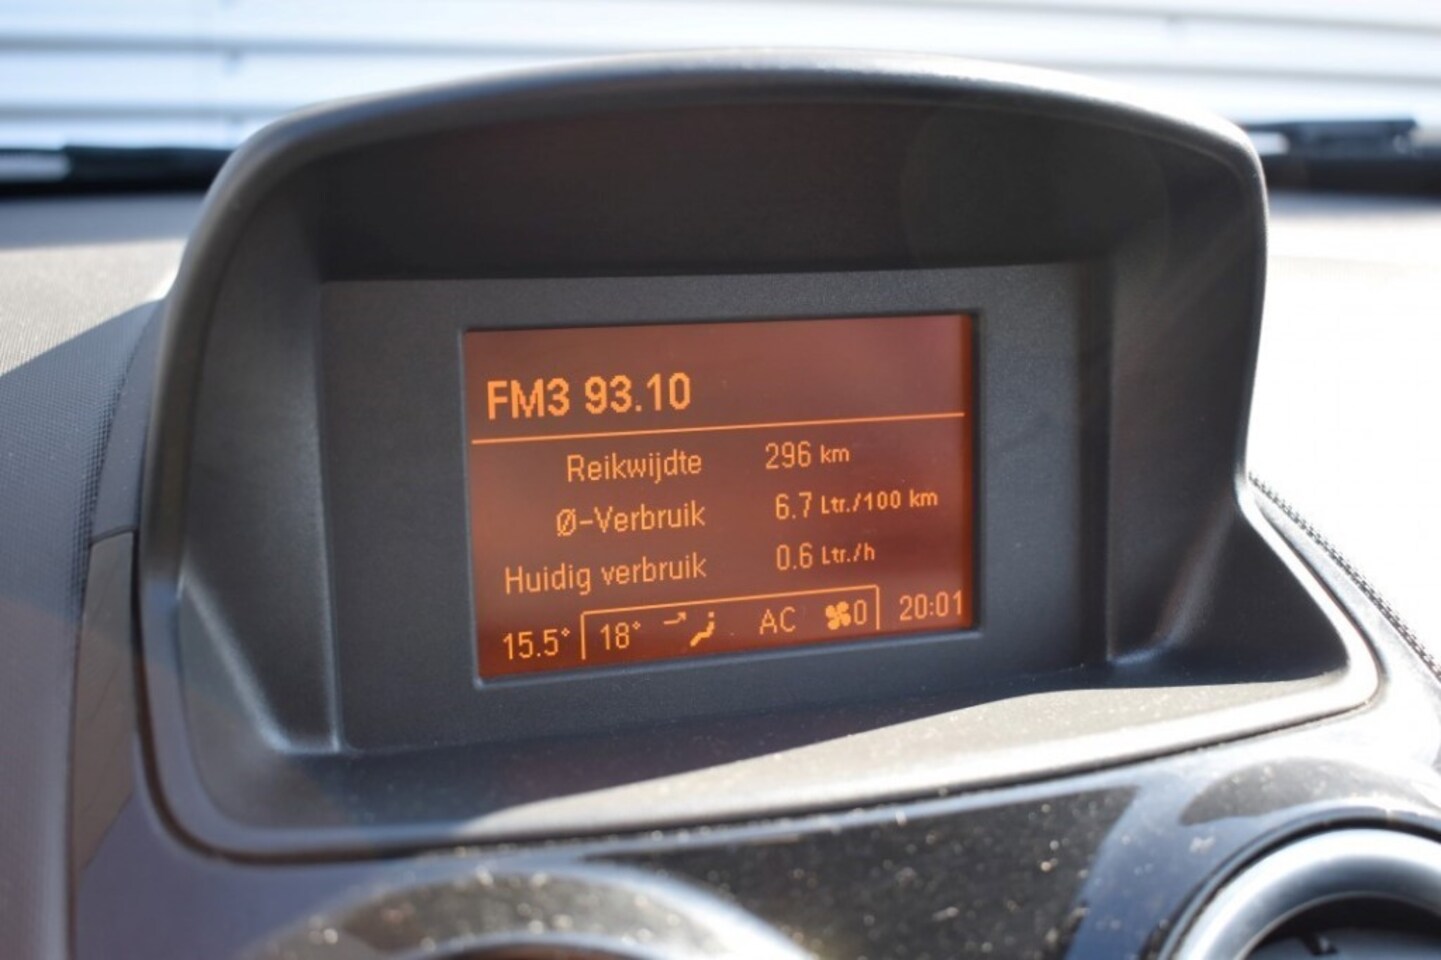 FM3 93.10
Reikwijdte 296 km
Ø-Verbruik 6.7 Ltr./100 km
Huidig verbruik 0.6 Ltr./h
15.5° 18° AC 0 20:01